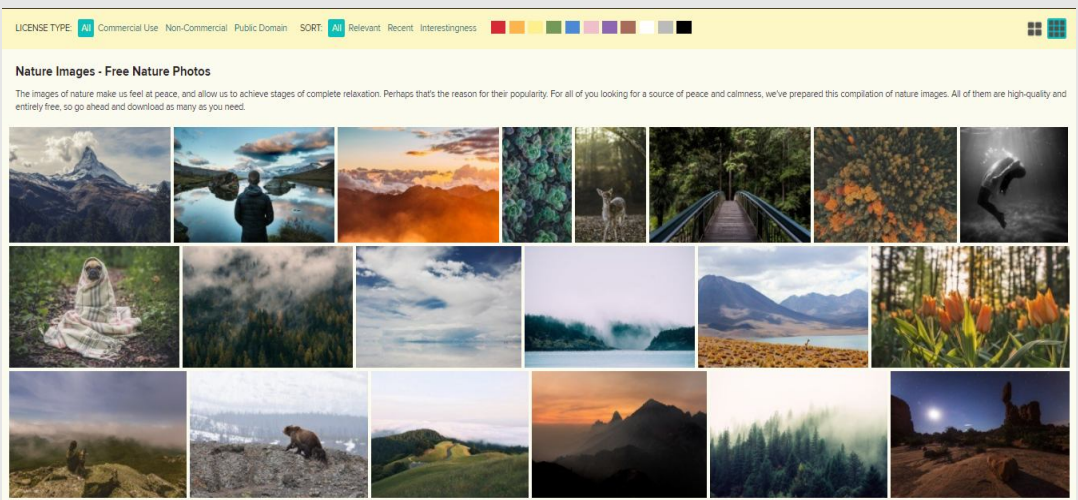 LICENSE TYPE: All Commercial Use Non-Commercial Public Domain SORT: All Relevant Recent Interestingness
Nature Images - Free Nature Photos
The images of nature make us feel at peace, and allow us to achieve stages of complete relaxation. Perhaps that's the reason for their popularity. For all of you looking for a source of peace and calmness, we've prepared this compilation of nature images. All of them are high-quality and
entirely free, so go ahead and download as many as you need.